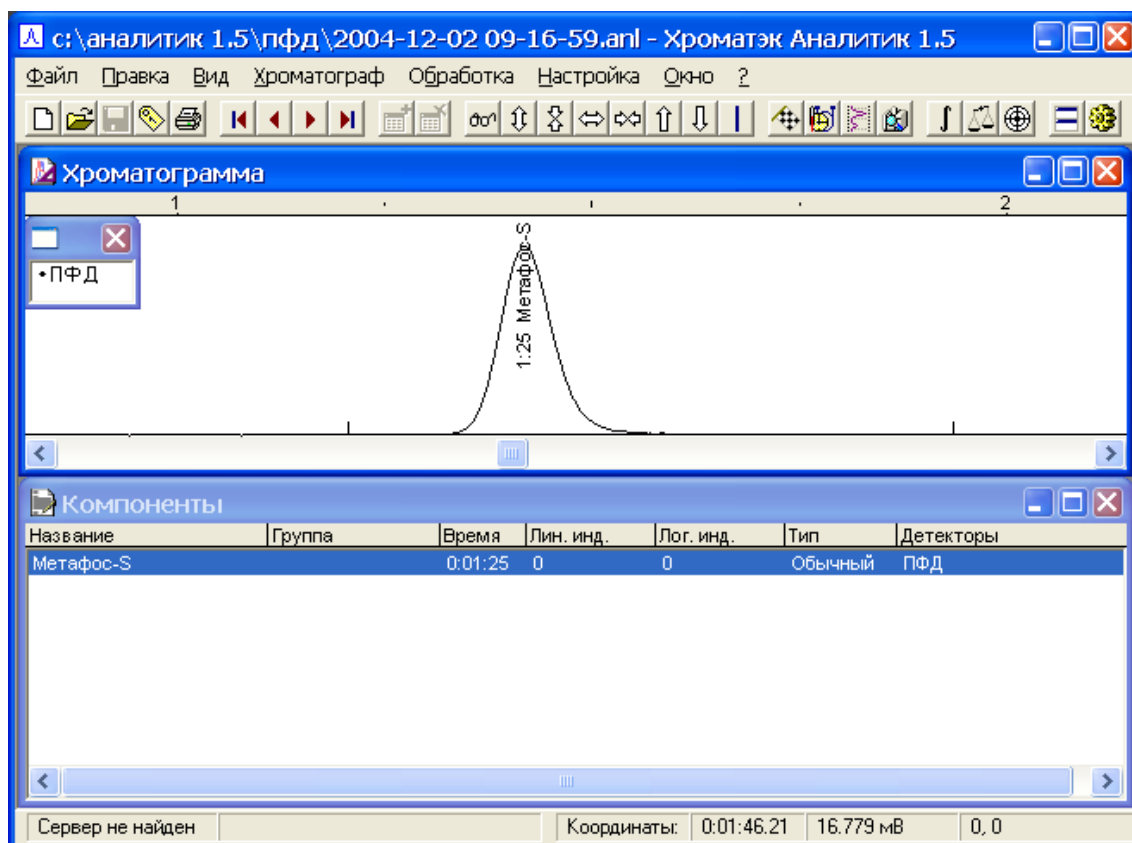 c:\аналитик 1.5\пфд\2004-12-02 09-16-59.anl - Хроматэк Аналитик 1.5
Файл Правка Вид Хроматограф Обработка Настройка Окно ?
Хроматограмма
1 2
•ПФД
1:25 Метафос-S
Компоненты
Название Группа Время Лин. инд. Лог. инд. Тип Детекторы
Метафос-S 0:01:25 0 0 Обычный ПФД
Сервер не найден Координаты: 0:01:46.21 16.779 мВ 0, 0